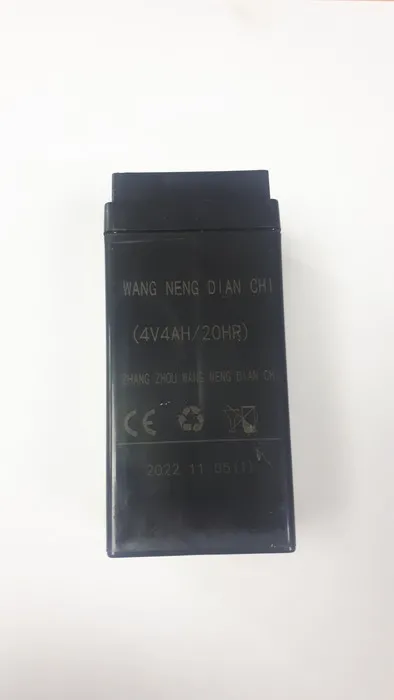 WANG NENG DIAN CHI
(4V4AH/20HR)
CHANG ZHOU WANG NENG DIAN CHI
CE
2022 11 05